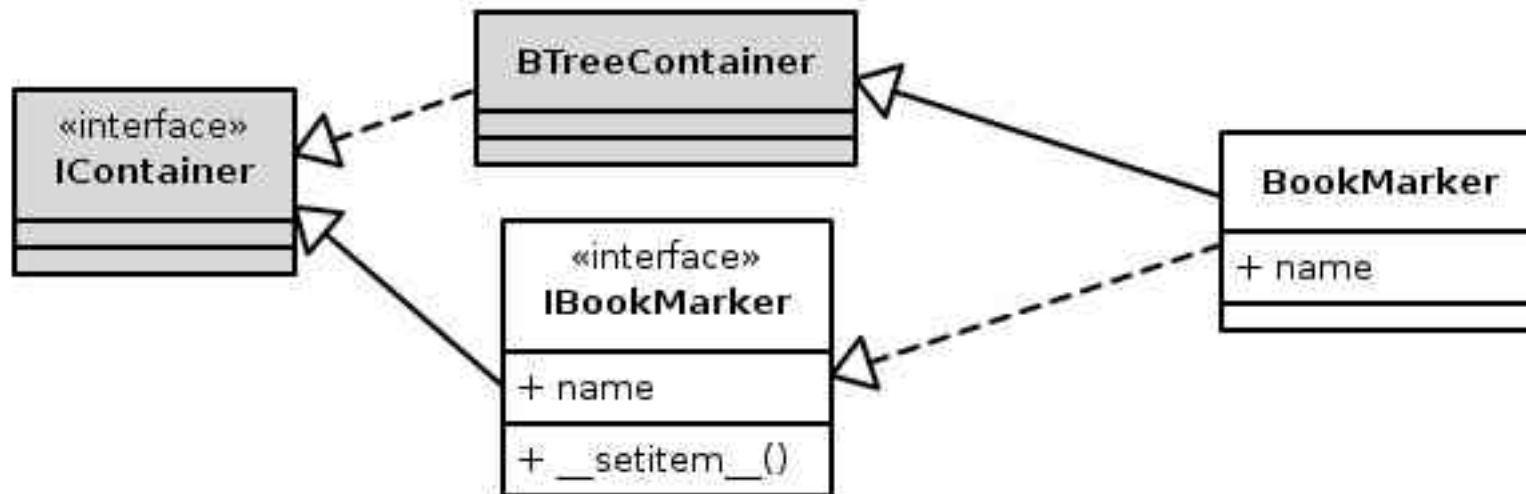 BTreeContainer
«interface»
IContainer
BookMarker
+ name
«interface»
IBookMarker
+ name
+ __setitem__()